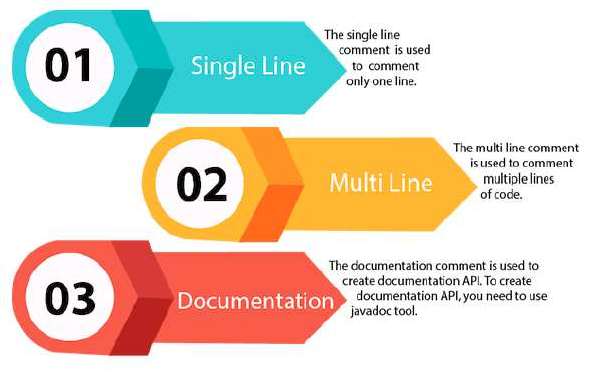 01
Single Line
The single line
comment is used
to comment
only one line.
02
Multi Line
The multi line comment
is used to comment
multiple lines
of code.
03
Documentation
The documentation comment is used to
create documentation API. To create
documentation API, you need to use
javadoc tool.